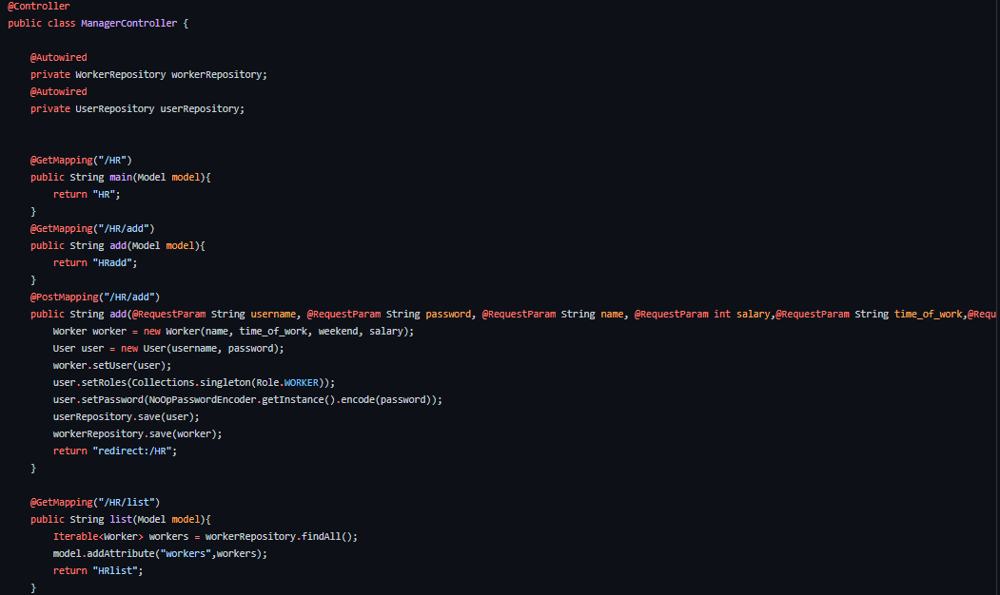 @Controller
public class ManagerController {
@Autowired
private WorkerRepository workerRepository;
@Autowired
private UserRepository userRepository;
@GetMapping("/HR")
public String main(Model model){
return "HR";
}
@GetMapping("/HR/add")
public String add(Model model){
return "HRadd";
}
@PostMapping("/HR/add")
public String add(@RequestParam String username, @RequestParam String password, @RequestParam String name, @RequestParam int salary,@RequestParam String time_of_work,@Requ
Worker worker = new Worker(name, time_of_work, weekend, salary);
User user = new User(username, password);
worker.setUser(user);
user.setRoles(Collections.singleton(Role.WORKER));
user.setPassword(NoOpPasswordEncoder.getInstance().encode(password));
userRepository.save(user);
workerRepository.save(worker);
return "redirect:/HR";
}
@GetMapping("/HR/list")
public String list(Model model){
Iterable<Worker> workers = workerRepository.findAll();
model.addAttribute("workers",workers);
return "HRlist";
}